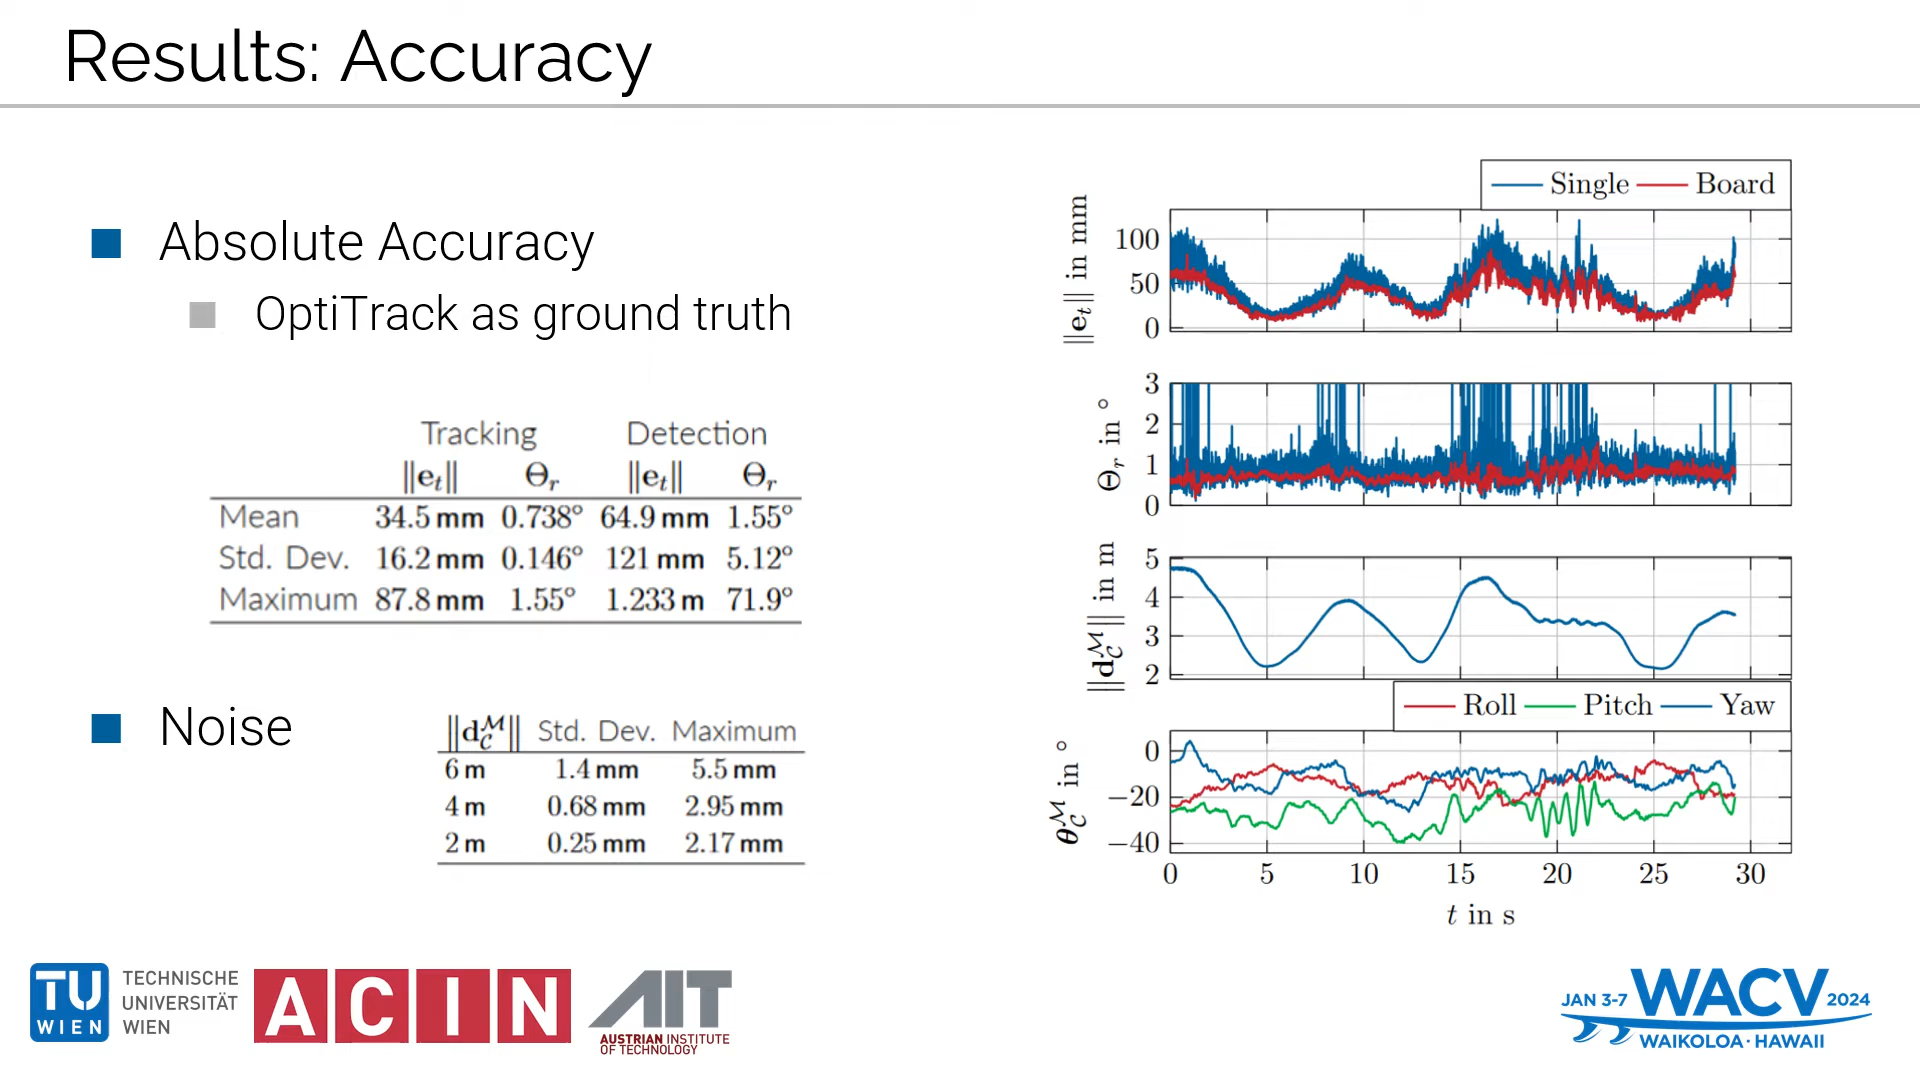 Results: Accuracy
Absolute Accuracy
OptiTrack as ground truth
Tracking Detection
‖e_t‖ Θ_r ‖e_t‖ Θ_r
Mean 34.5 mm 0.738° 64.9 mm 1.55°
Std. Dev. 16.2 mm 0.146° 121 mm 5.12°
Maximum 87.8 mm 1.55° 1.233 m 71.9°
Noise
‖d_C^M‖ Std. Dev. Maximum
6 m 1.4 mm 5.5 mm
4 m 0.68 mm 2.95 mm
2 m 0.25 mm 2.17 mm
Single Board
‖e_t‖ in mm
100
50
0
Θ_r in °
3
2
1
0
‖d_C^M‖ in m
5
4
3
2
Roll Pitch Yaw
θ_C^M in °
0
−20
−40
0 5 10 15 20 25 30
t in s
TU
WIEN
TECHNISCHE
UNIVERSITÄT
WIEN
ACIN
AIT
AUSTRIAN INSTITUTE
OF TECHNOLOGY
JAN 3-7 WACV 2024
WAIKOLOA · HAWAII